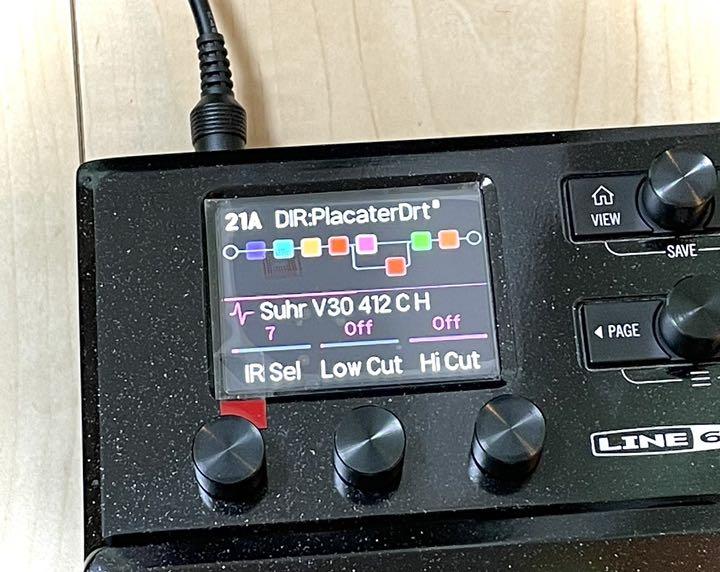 21A DIR:PlacaterDrt
Suhr V30 412 C H
7 Off Off
IR Sel Low Cut Hi Cut
VIEW
SAVE
PAGE
LINE 6